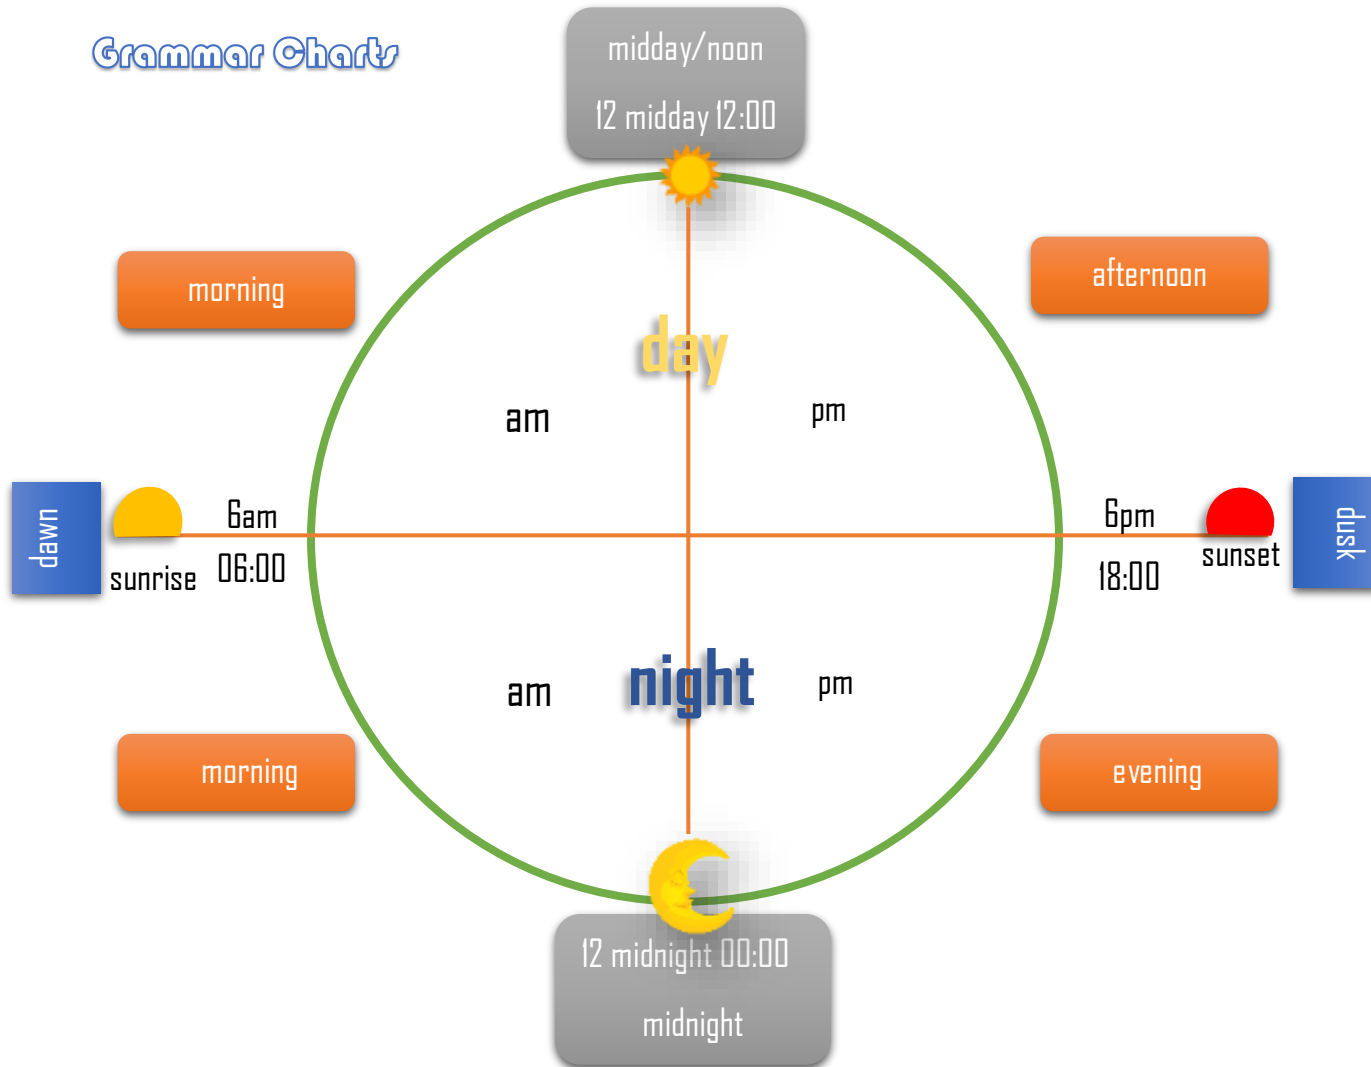 Grammar Charts
midday/noon
12 midday 12:00
morning
afternoon
day
am
pm
dawn
sunrise
6am
06:00
6pm
18:00
sunset
dusk
am
night
pm
morning
evening
12 midnight 00:00
midnight